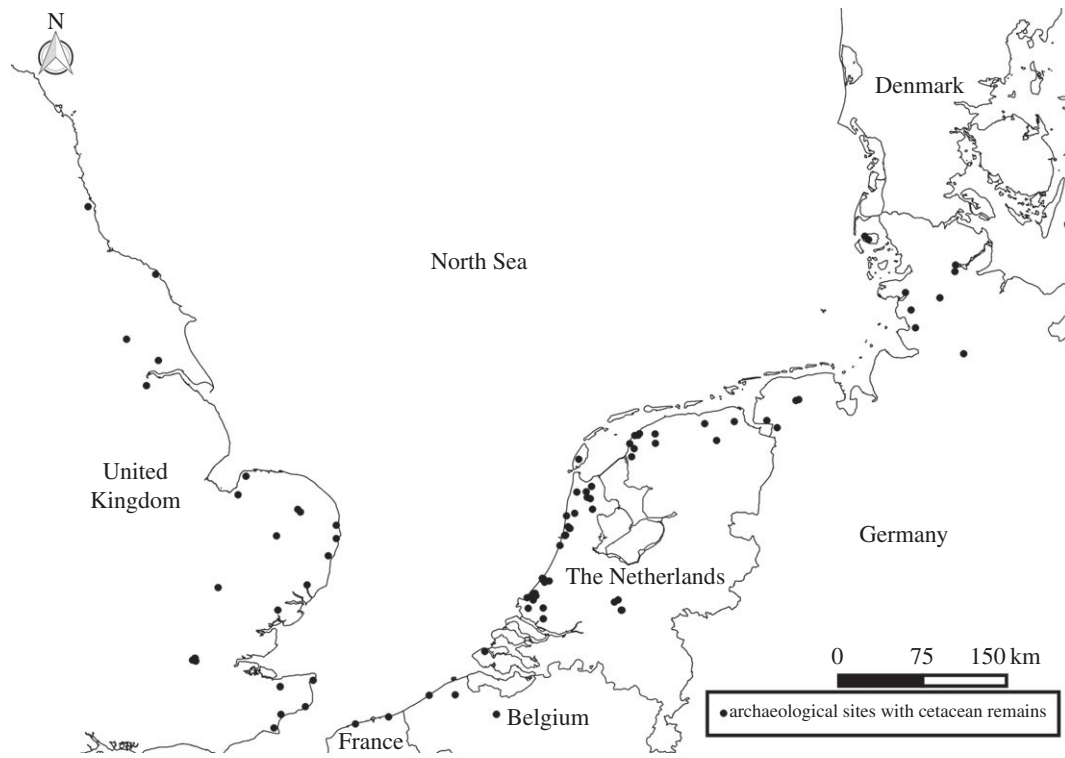 N
Denmark
North Sea
United
Kingdom
Germany
The Netherlands
0 75 150 km
archaeological sites with cetacean remains
Belgium
France